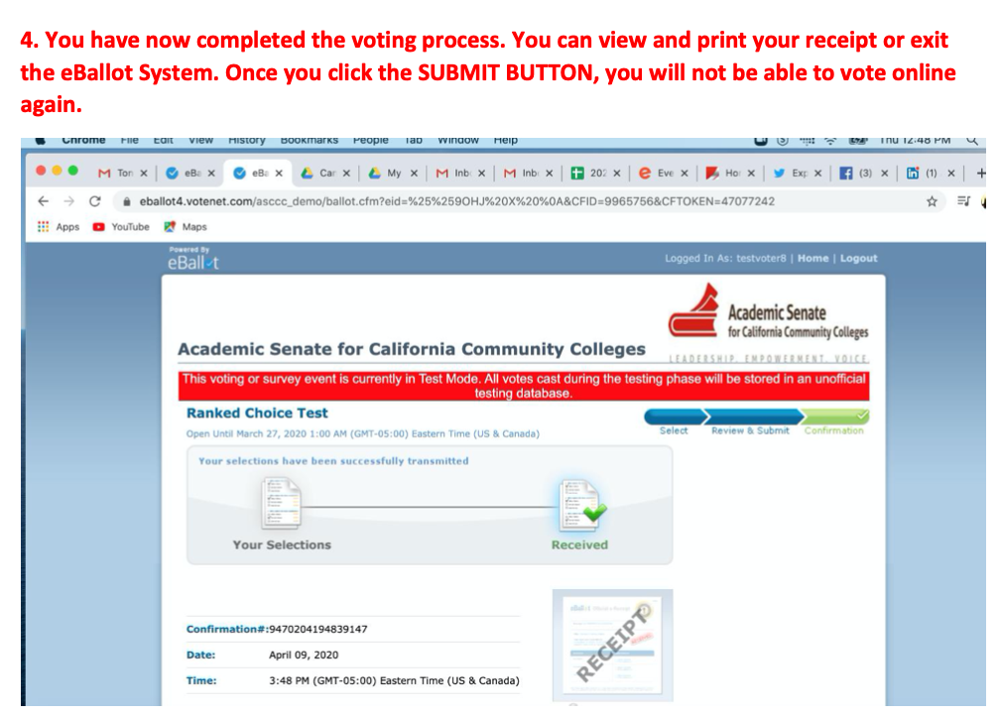 4. You have now completed the voting process. You can view and print your receipt or exit
the eBallot System. Once you click the SUBMIT BUTTON, you will not be able to vote online
again.
Chrome File Edit View History Bookmarks People Tab Window Help Thu 12:48 PM
Ton eBa eBa Car My Inb Inb 202 Eve Hor Exp (3) (1)
eballot4.votenet.com/asccc_demo/ballot.cfm?eid=%25%259OHJ%20X%20%0A&CFID=9965756&CFTOKEN=47077242
Apps YouTube Maps
Powered By
eBallot
Logged In As: testvoter8 | Home | Logout
Academic Senate
for California Community Colleges
LEADERSHIP. EMPOWERMENT. VOICE.
Academic Senate for California Community Colleges
This voting or survey event is currently in Test Mode. All votes cast during the testing phase will be stored in an unofficial
testing database.
Ranked Choice Test
Open Until March 27, 2020 1:00 AM (GMT-05:00) Eastern Time (US & Canada)
Select Review & Submit Confirmation
Your selections have been successfully transmitted
Your Selections Received
Confirmation#:9470204194839147
Date: April 09, 2020
Time: 3:48 PM (GMT-05:00) Eastern Time (US & Canada)
RECEIPT